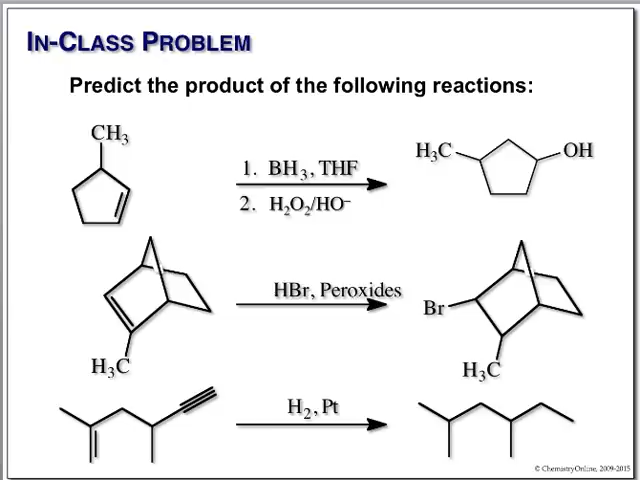 IN-CLASS PROBLEM
Predict the product of the following reactions:
CH₃
1. BH₃, THF
2. H₂O₂/HO⁻
H₃C
OH
HBr, Peroxides
H₃C
Br
H₃C
H₂, Pt
© ChemistryOnline, 2009-2015